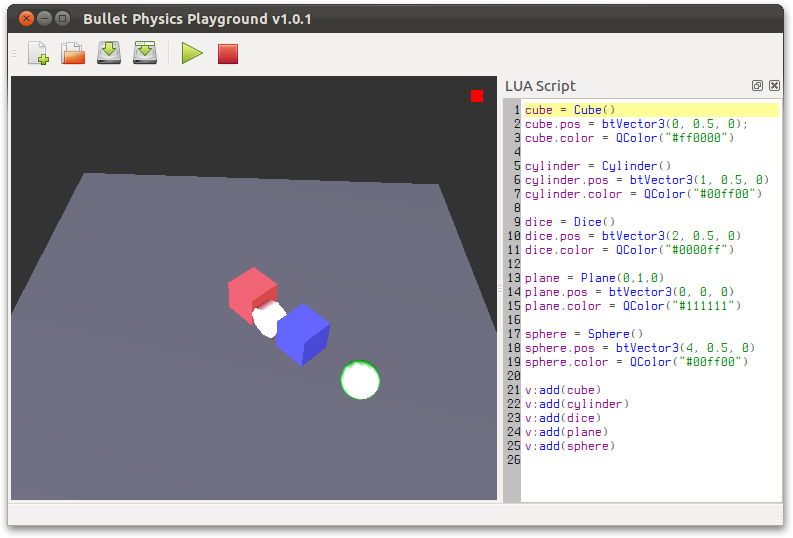 Bullet Physics Playground v1.0.1
LUA Script
1 cube = Cube()
2 cube.pos = btVector3(0, 0.5, 0);
3 cube.color = QColor("#ff0000")
4
5 cylinder = Cylinder()
6 cylinder.pos = btVector3(1, 0.5, 0)
7 cylinder.color = QColor("#00ff00")
8
9 dice = Dice()
10 dice.pos = btVector3(2, 0.5, 0)
11 dice.color = QColor("#0000ff")
12
13 plane = Plane(0,1,0)
14 plane.pos = btVector3(0, 0, 0)
15 plane.color = QColor("#111111")
16
17 sphere = Sphere()
18 sphere.pos = btVector3(4, 0.5, 0)
19 sphere.color = QColor("#00ff00")
20
21 v:add(cube)
22 v:add(cylinder)
23 v:add(dice)
24 v:add(plane)
25 v:add(sphere)
26